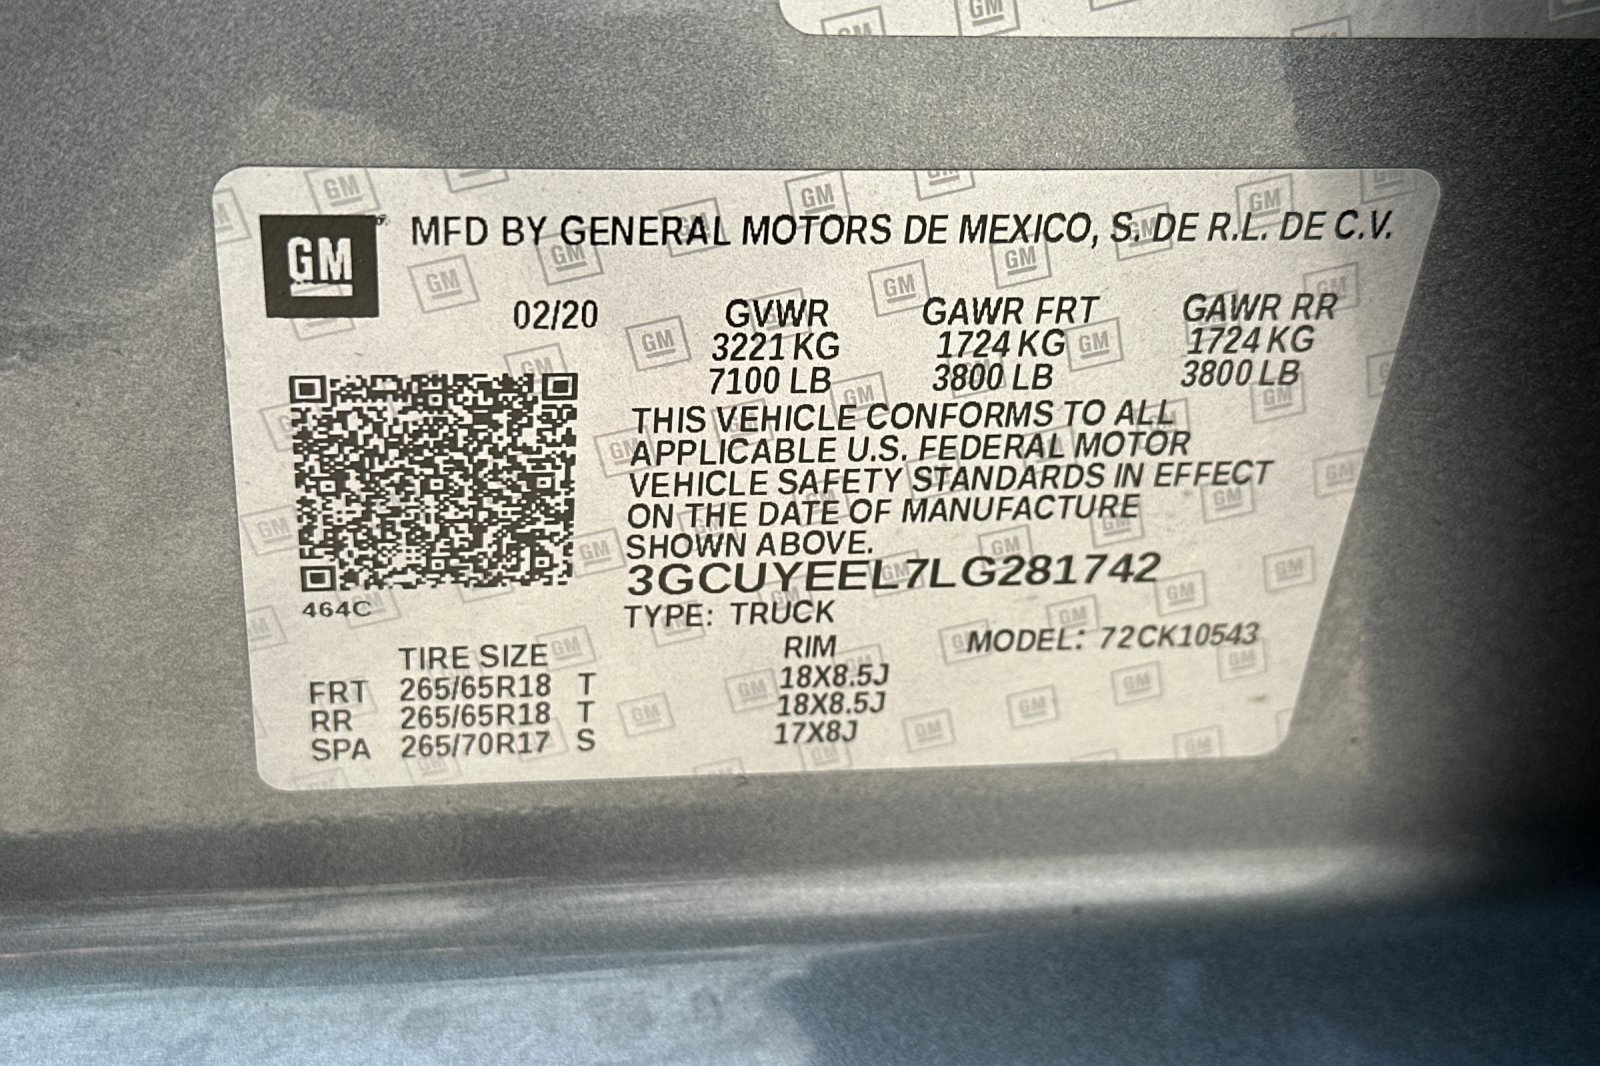 GM MFD BY GENERAL MOTORS DE MEXICO, S. DE R.L. DE C.V.
02/20 GVWR GAWR FRT GAWR RR
3221 KG 1724 KG 1724 KG
7100 LB 3800 LB 3800 LB
THIS VEHICLE CONFORMS TO ALL
APPLICABLE U.S. FEDERAL MOTOR
VEHICLE SAFETY STANDARDS IN EFFECT
ON THE DATE OF MANUFACTURE
SHOWN ABOVE.
3GCUYEEL7LG281742
464C TYPE: TRUCK
TIRE SIZE RIM MODEL: 72CK10543
FRT 265/65R18 T 18X8.5J
RR 265/65R18 T 18X8.5J
SPA 265/70R17 S 17X8J